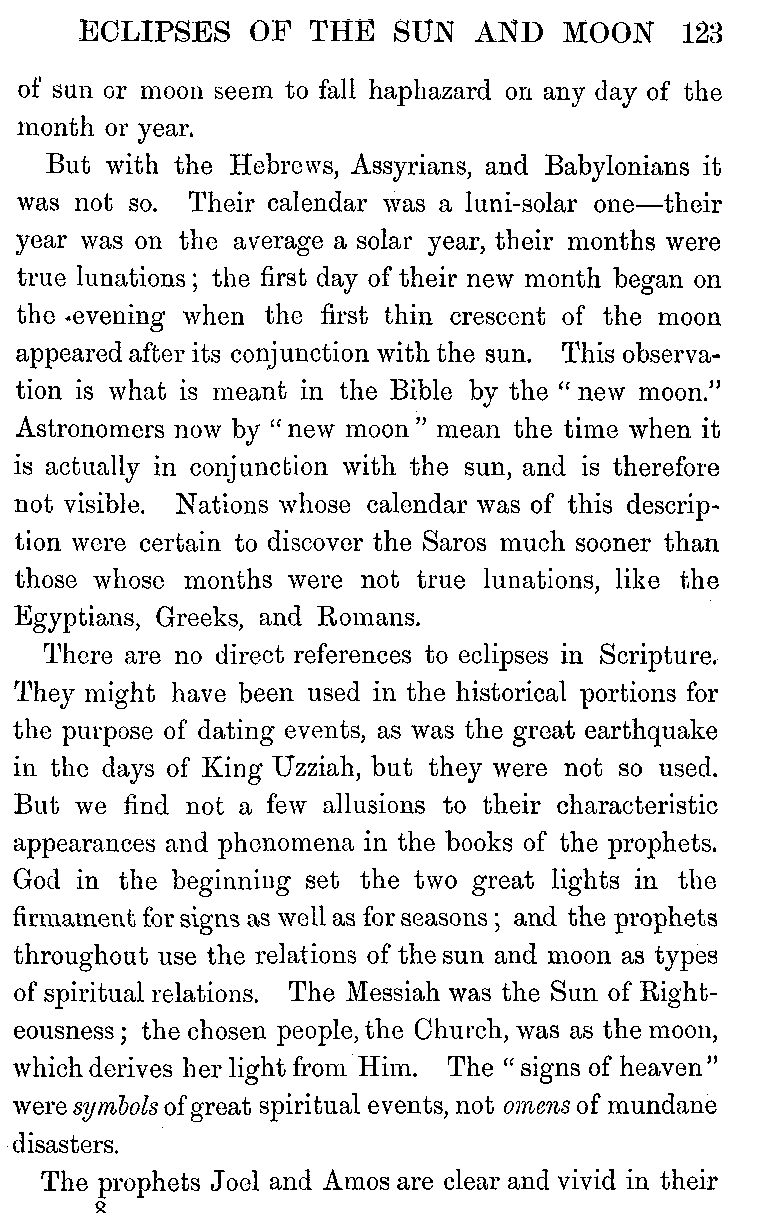 ECLIPSES OF THE SUN AND MOON 123
of sun or moon seem to fall haphazard on any day of the
month or year.
But with the Hebrews, Assyrians, and Babylonians it
was not so. Their calendar was a luni-solar one—their
year was on the average a solar year, their months were
true lunations; the first day of their new month began on
the evening when the first thin crescent of the moon
appeared after its conjunction with the sun. This observa-
tion is what is meant in the Bible by the "new moon."
Astronomers now by "new moon" mean the time when it
is actually in conjunction with the sun, and is therefore
not visible. Nations whose calendar was of this descrip-
tion were certain to discover the Saros much sooner than
those whose months were not true lunations, like the
Egyptians, Greeks, and Romans.
There are no direct references to eclipses in Scripture.
They might have been used in the historical portions for
the purpose of dating events, as was the great earthquake
in the days of King Uzziah, but they were not so used.
But we find not a few allusions to their characteristic
appearances and phenomena in the books of the prophets.
God in the beginning set the two great lights in the
firmament for signs as well as for seasons; and the prophets
throughout use the relations of the sun and moon as types
of spiritual relations. The Messiah was the Sun of Right-
eousness; the chosen people, the Church, was as the moon,
which derives her light from Him. The "signs of heaven"
were symbols of great spiritual events, not omens of mundane
disasters.
The prophets Joel and Amos are clear and vivid in their
8